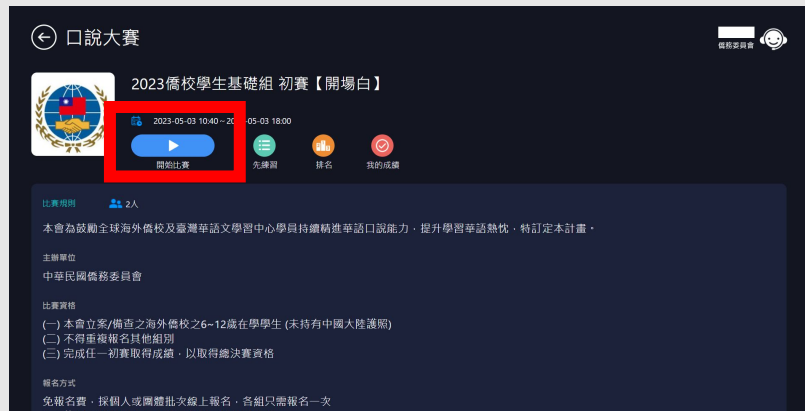 口說大賽
僑務委員會
2023僑校學生基礎組 初賽【開場白】
2023-05-03 10:40~20 -05-03 18:00
開始比賽 先練習 排名 我的成績
比賽規則 2人
本會為鼓勵全球海外僑校及臺灣華語文學習中心學員持續精進華語口說能力，提升學習華語熱忱，特訂定本計畫。
主辦單位
中華民國僑務委員會
比賽資格
(一) 本會立案/備查之海外僑校之6~12歲在學學生 (未持有中國大陸護照)
(二) 不得重複報名其他組別
(三) 完成任一初賽取得成績，以取得總決賽資格
報名方式
免報名費，採個人或團體批次線上報名，各組只需報名一次